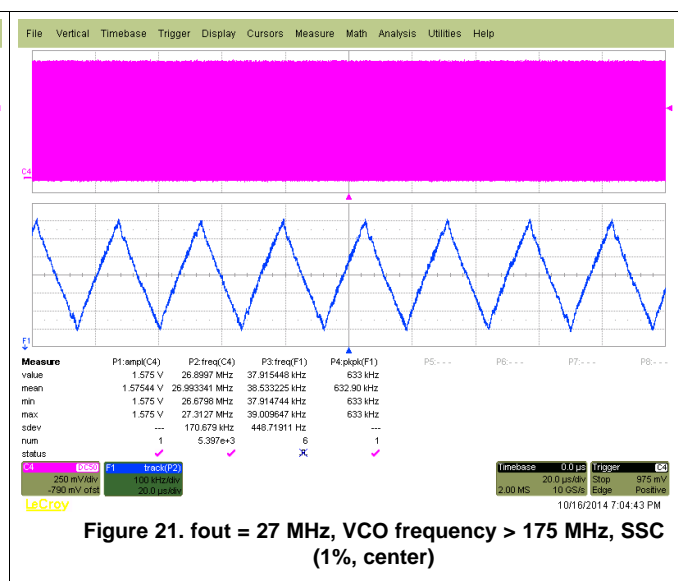 File Vertical Timebase Trigger Display Cursors Measure Math Analysis Utilities Help
C4
F1
Measure P1:ampl(C4) P2:freq(C4) P3:freq(F1) P4:pkpk(F1) P5:- - - P6:- - - P7:- - - P8:- - -
value 1.575 V 26.8997 MHz 37.915448 kHz 633 kHz
mean 1.57544 V 26.993341 MHz 38.533225 kHz 632.90 kHz
min 1.575 V 26.6798 MHz 37.914744 kHz 633 kHz
max 1.575 V 27.3127 MHz 39.009647 kHz 633 kHz
sdev --- 170.679 kHz 448.71911 Hz ---
num 1 5.397e+3 6 1
status
C4 DC50 F1 track(P2) Timebase 0.0 µs Trigger C4
250 mV/div 100 kHz/div 20.0 µs/div Stop 975 mV
-790 mV ofst 20.0 µs/div 2.00 MS 10 GS/s Edge Positive
LeCroy 10/16/2014 7:04:43 PM
Figure 21. fout = 27 MHz, VCO frequency > 175 MHz, SSC
(1%, center)